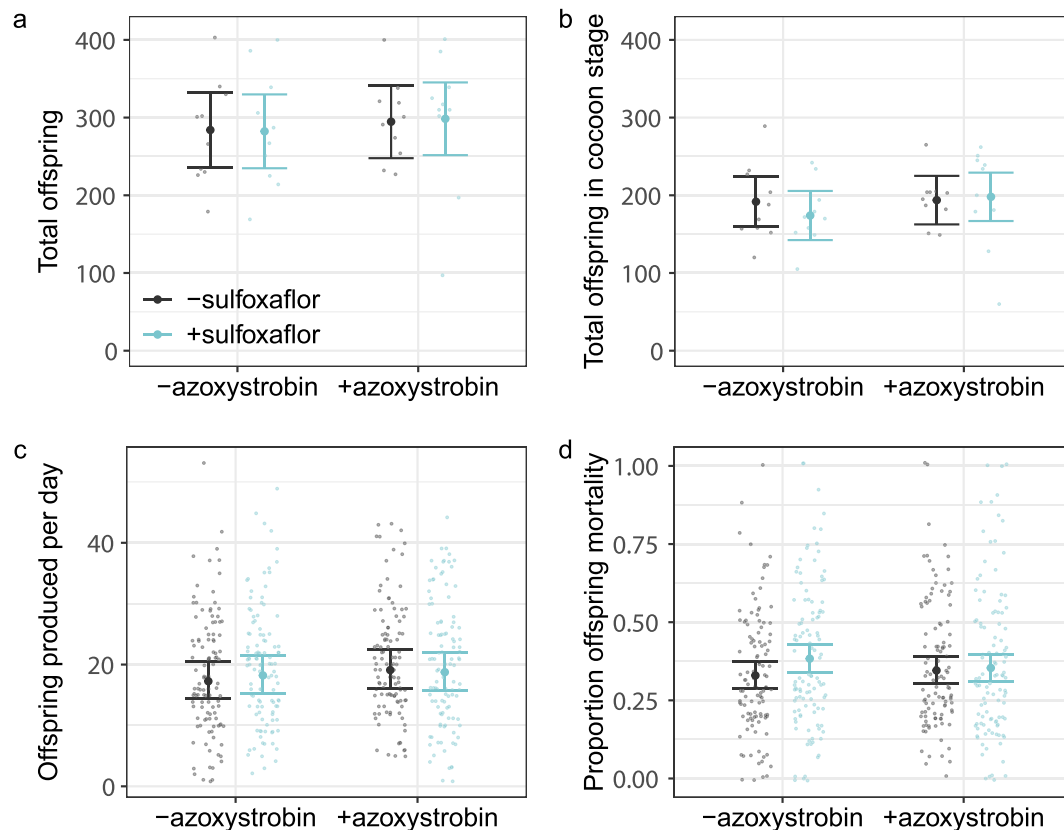 a
Total offspring
400
300
200
100
0
−sulfoxaflor
+sulfoxaflor
−azoxystrobin
+azoxystrobin
b
Total offspring in cocoon stage
400
300
200
100
0
−azoxystrobin
+azoxystrobin
c
Offspring produced per day
40
20
0
−azoxystrobin
+azoxystrobin
d
Proportion offspring mortality
1.00
0.75
0.50
0.25
0.00
−azoxystrobin
+azoxystrobin